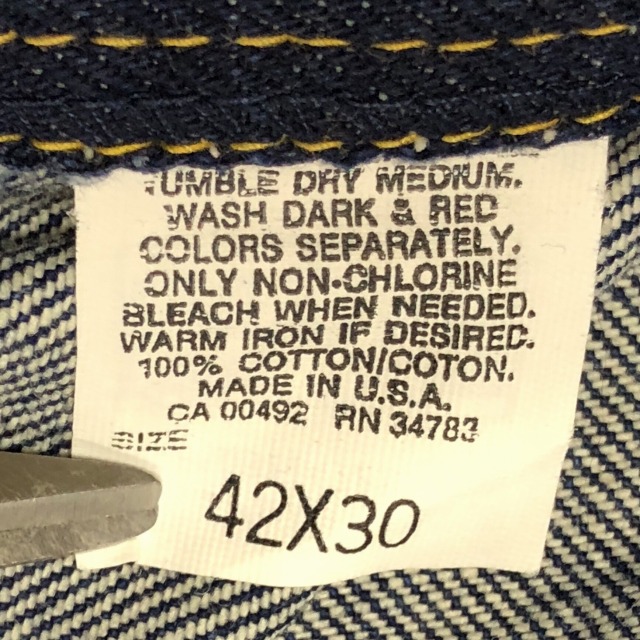 TUMBLE DRY MEDIUM.
WASH DARK & RED
COLORS SEPARATELY.
ONLY NON-CHLORINE
BLEACH WHEN NEEDED.
WARM IRON IF DESIRED.
100% COTTON/COTON.
MADE IN U.S.A.
CA 00492 RN 34783
SIZE
42X30